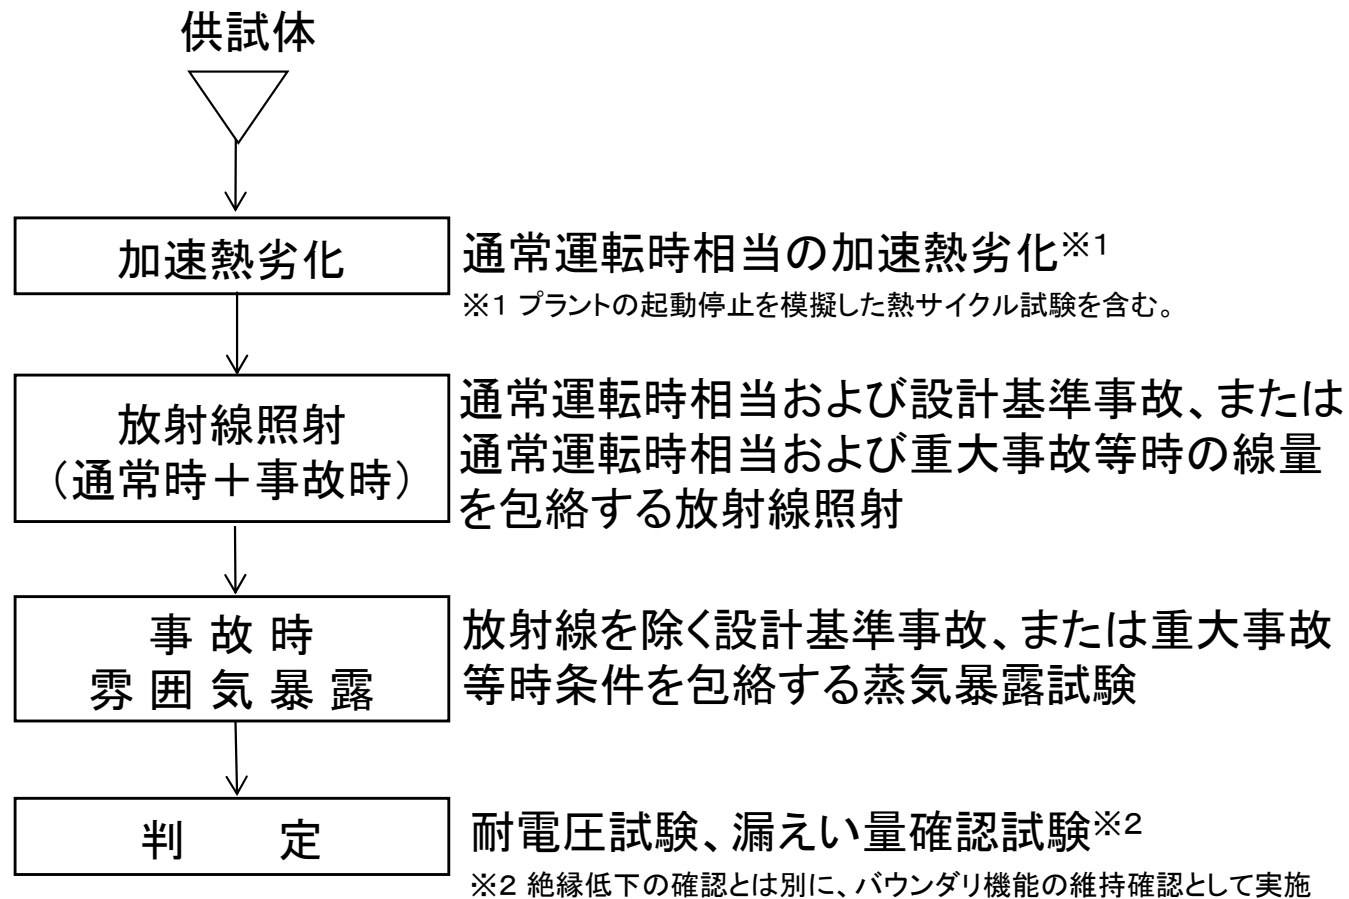 供試体
加速熱劣化
通常運転時相当の加速熱劣化※1
※1 プラントの起動停止を模擬した熱サイクル試験を含む。
放射線照射
（通常時＋事故時）
通常運転時相当および設計基準事故、または
通常運転時相当および重大事故等時の線量
を包絡する放射線照射
事 故 時
雰 囲 気 暴 露
放射線を除く設計基準事故、または重大事故
等時条件を包絡する蒸気暴露試験
判　　定
耐電圧試験、漏えい量確認試験※2
※2 絶縁低下の確認とは別に、バウンダリ機能の維持確認として実施